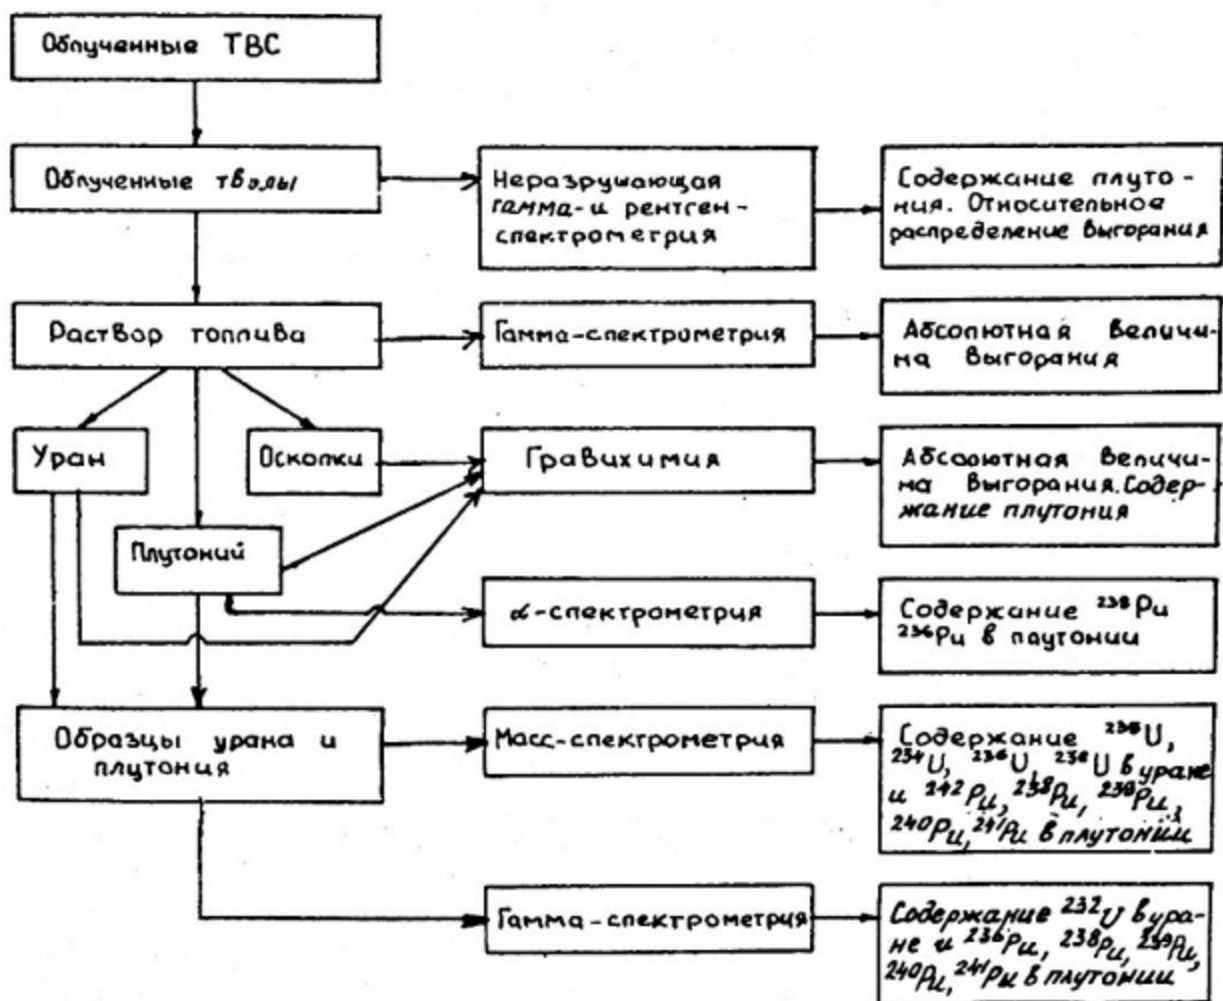 Облученные ТВС
Облученные твэлы
Неразрушающая
гамма- и рентген-
спектрометрия
Содержание плуто-
ния. Относительное
распределение выгорания
Раствор топлива
Гамма-спектрометрия
Абсолютная величи-
на выгорания
Уран
Осколки
Гравихимия
Абсолютная величи-
на выгорания. Содер-
жание плутония
Плутоний
α-спектрометрия
Содержание ²³⁸Pu
²³⁶Pu в плутонии
Образцы урана и
плутония
Масс-спектрометрия
Содержание U,
²³⁴U, U, U в уране
и ²⁴²Pu, ²³⁸Pu, ²³⁹Pu,
²⁴⁰Pu, ²⁴¹Pu в плутонии
Гамма-спектрометрия
Содержание ²³²U в ура-
не и ²³⁶Pu, ²³⁸Pu, ²³⁹Pu,
²⁴⁰Pu, ²⁴¹Pu в плутонии